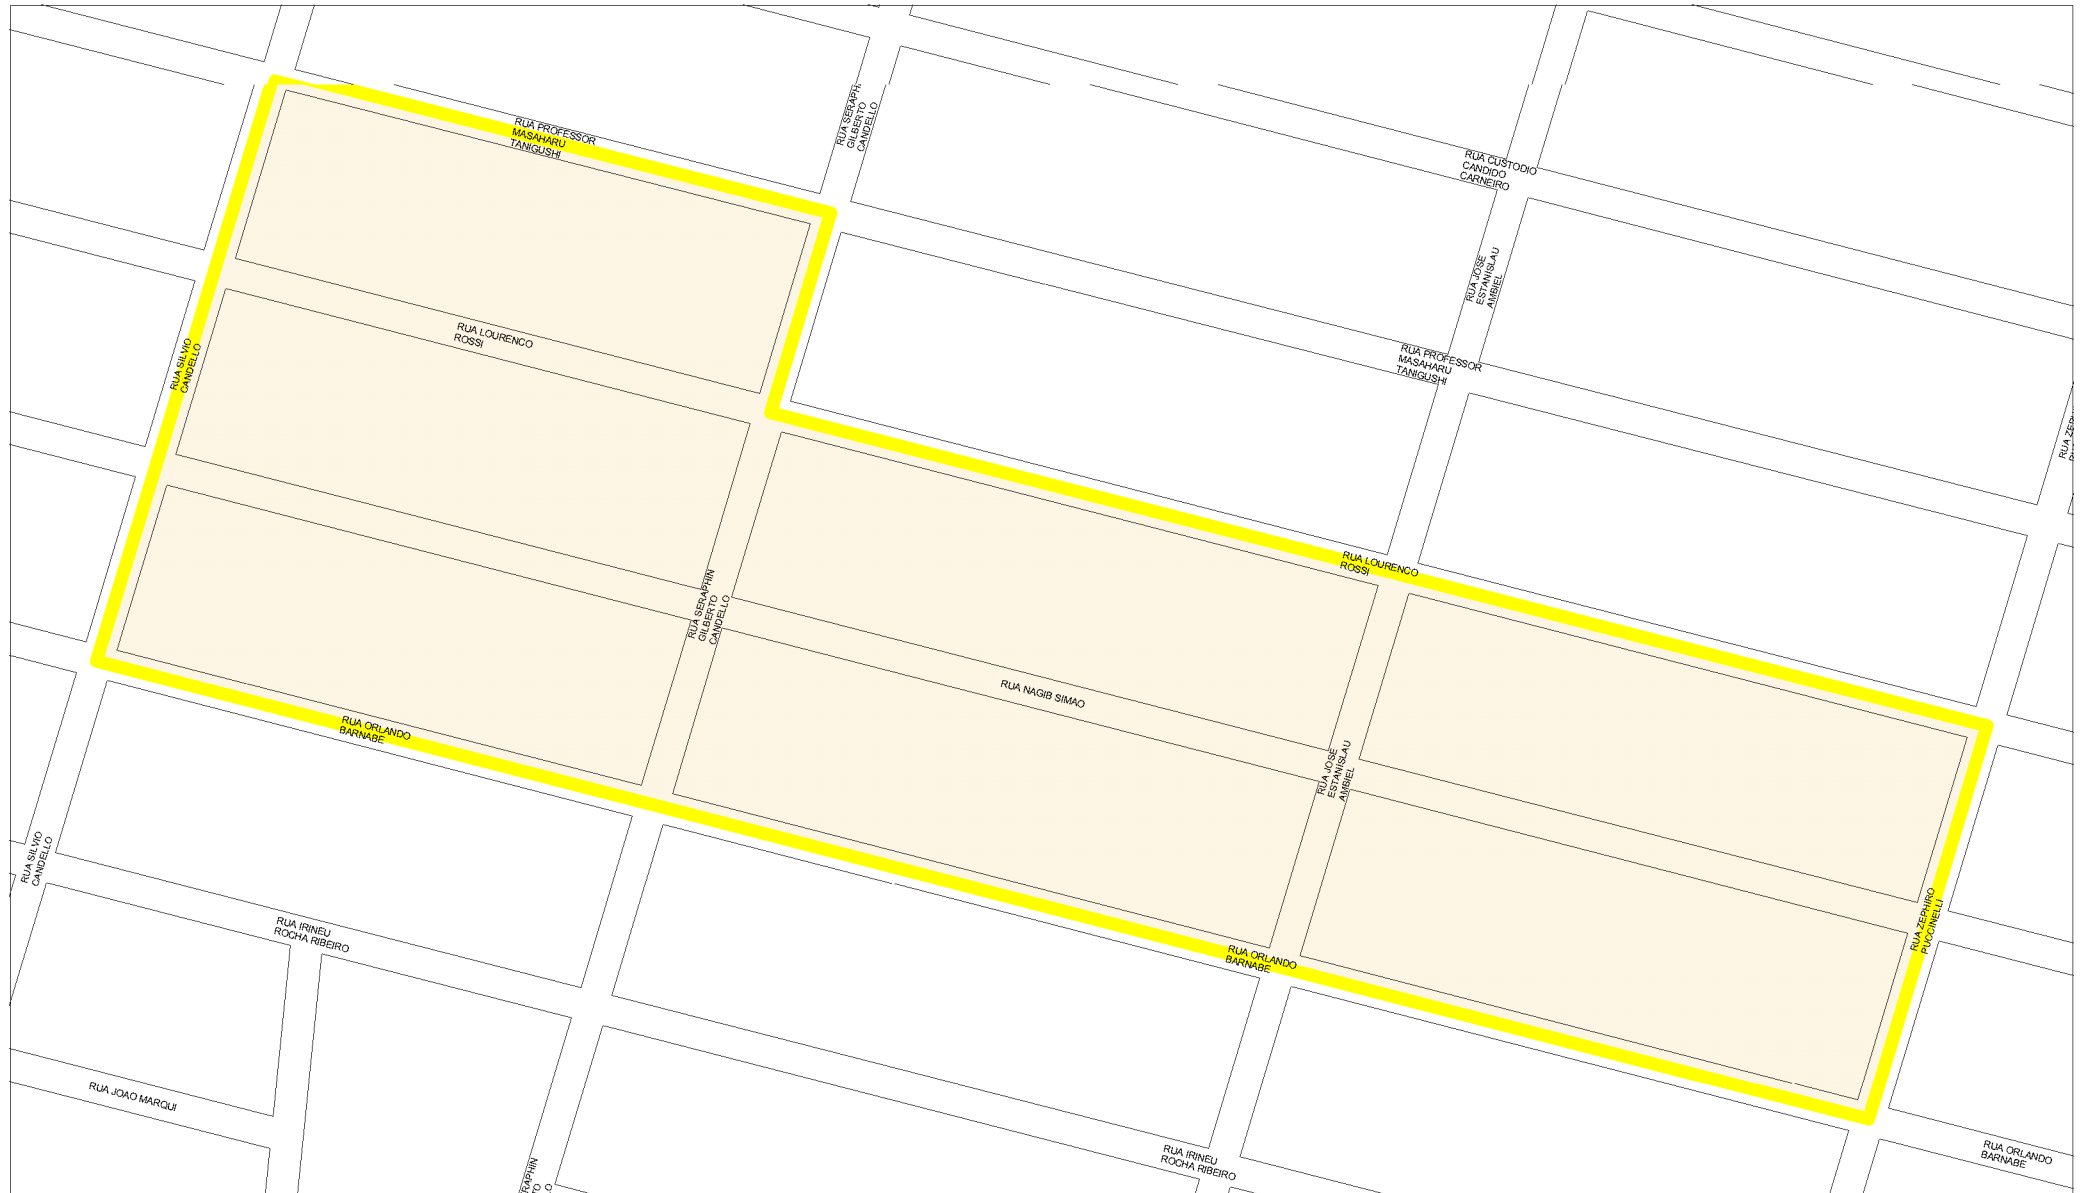 RUA PROFESSOR
MASAHARU
TANIGUSHI
RUA SERAPH
GILBERTO
CANDELLO
RUA CUSTODIO
CANDIDO
CARNEIRO
RUA JOSE
ESTANISLAU
AMBIEL
RUA LOURENCO
ROSSI
RUA SILVIO
CANDELLO
RUA PROFESSOR
MASAHARU
TANIGUSHI
RUA LOURENCO
ROSSI
RUA SERAPHIN
GILBERTO
CANDELLO
RUA NAGIB SIMAO
RUA ORLANDO
BARNABE
RUA JOSE
ESTANISLAU
AMBIEL
RUA SILVIO
CANDELLO
RUA IRINEU
ROCHA RIBEIRO
RUA ZEPHIRO
PUCCINELLI
RUA ORLANDO
BARNABE
RUA JOAO MARQUI
RUA IRINEU
ROCHA RIBEIRO
RUA ORLANDO
BARNABE